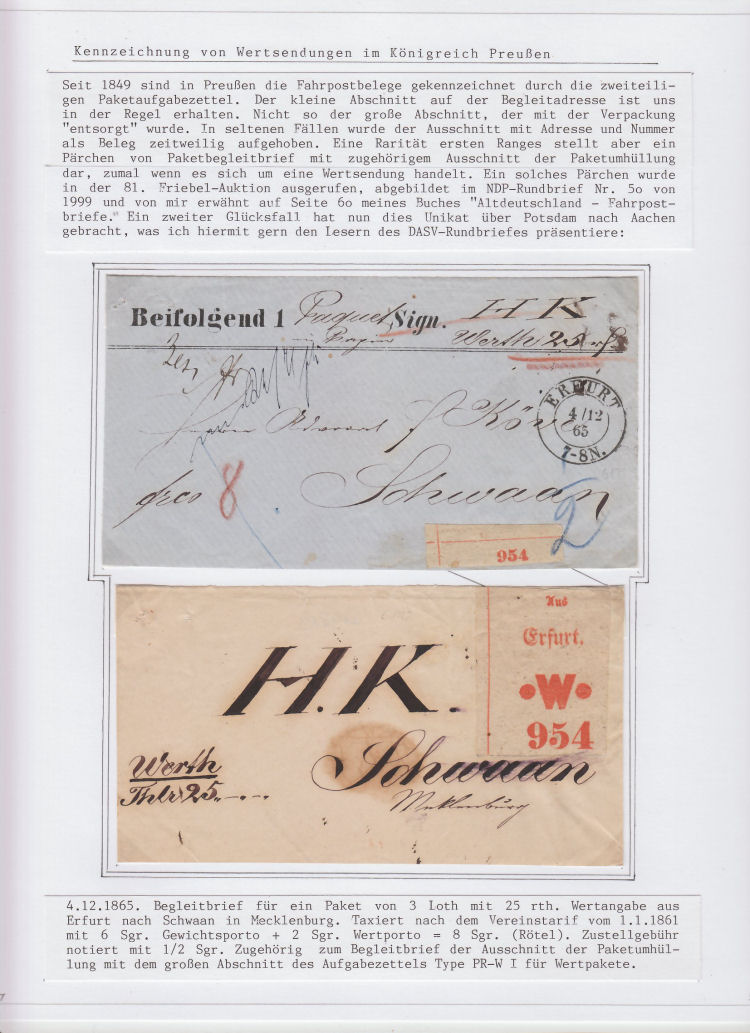 Kennzeichnung von Wertsendungen im Königreich Preußen
Seit 1849 sind in Preußen die Fahrpostbelege gekennzeichnet durch die zweiteili-
gen Paketaufgabezettel. Der kleine Abschnitt auf der Begleitadresse ist uns
in der Regel erhalten. Nicht so der große Abschnitt, der mit der Verpackung
"entsorgt" wurde. In seltenen Fällen wurde der Ausschnitt mit Adresse und Nummer
als Beleg zeitweilig aufgehoben. Eine Rarität ersten Ranges stellt aber ein
Pärchen von Paketbegleitbrief mit zugehörigem Ausschnitt der Paketumhüllung
dar, zumal wenn es sich um eine Wertsendung handelt. Ein solches Pärchen wurde
in der 81. Friebel-Auktion ausgerufen, abgebildet im NDP-Rundbrief Nr. 5o von
1999 und von mir erwähnt auf Seite 6o meines Buches "Altdeutschland - Fahrpost-
briefe." Ein zweiter Glücksfall hat nun dies Unikat über Potsdam nach Aachen
gebracht, was ich hiermit gern den Lesern des DASV-Rundbriefes präsentiere:
Beifolgend 1 Paquet Sign. H K
Werth 25
ERFURT
4/12
65
7-8N.
frco 8
Schwaan
2
954
Aus
Erfurt.
W
954
H. K.
Werth
Thlr 25.
Schwaan
Meklenburg
4.12.1865. Begleitbrief für ein Paket von 3 Loth mit 25 rth. Wertangabe aus
Erfurt nach Schwaan in Mecklenburg. Taxiert nach dem Vereinstarif vom 1.1.1861
mit 6 Sgr. Gewichtsporto + 2 Sgr. Wertporto = 8 Sgr. (Rötel). Zustellgebühr
notiert mit 1/2 Sgr. Zugehörig zum Begleitbrief der Ausschnitt der Paketumhül-
lung mit dem großen Abschnitt des Aufgabezettels Type PR-W I für Wertpakete.